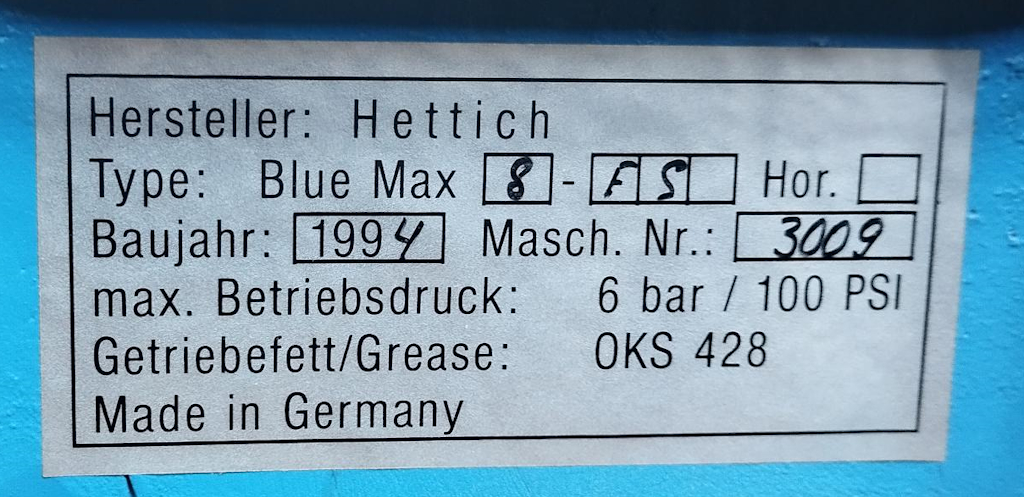 Hersteller: Hettich
Type: Blue Max 8 - FS Hor.
Baujahr: 1994 Masch. Nr.: 3009
max. Betriebsdruck: 6 bar / 100 PSI
Getriebefett/Grease: OKS 428
Made in Germany